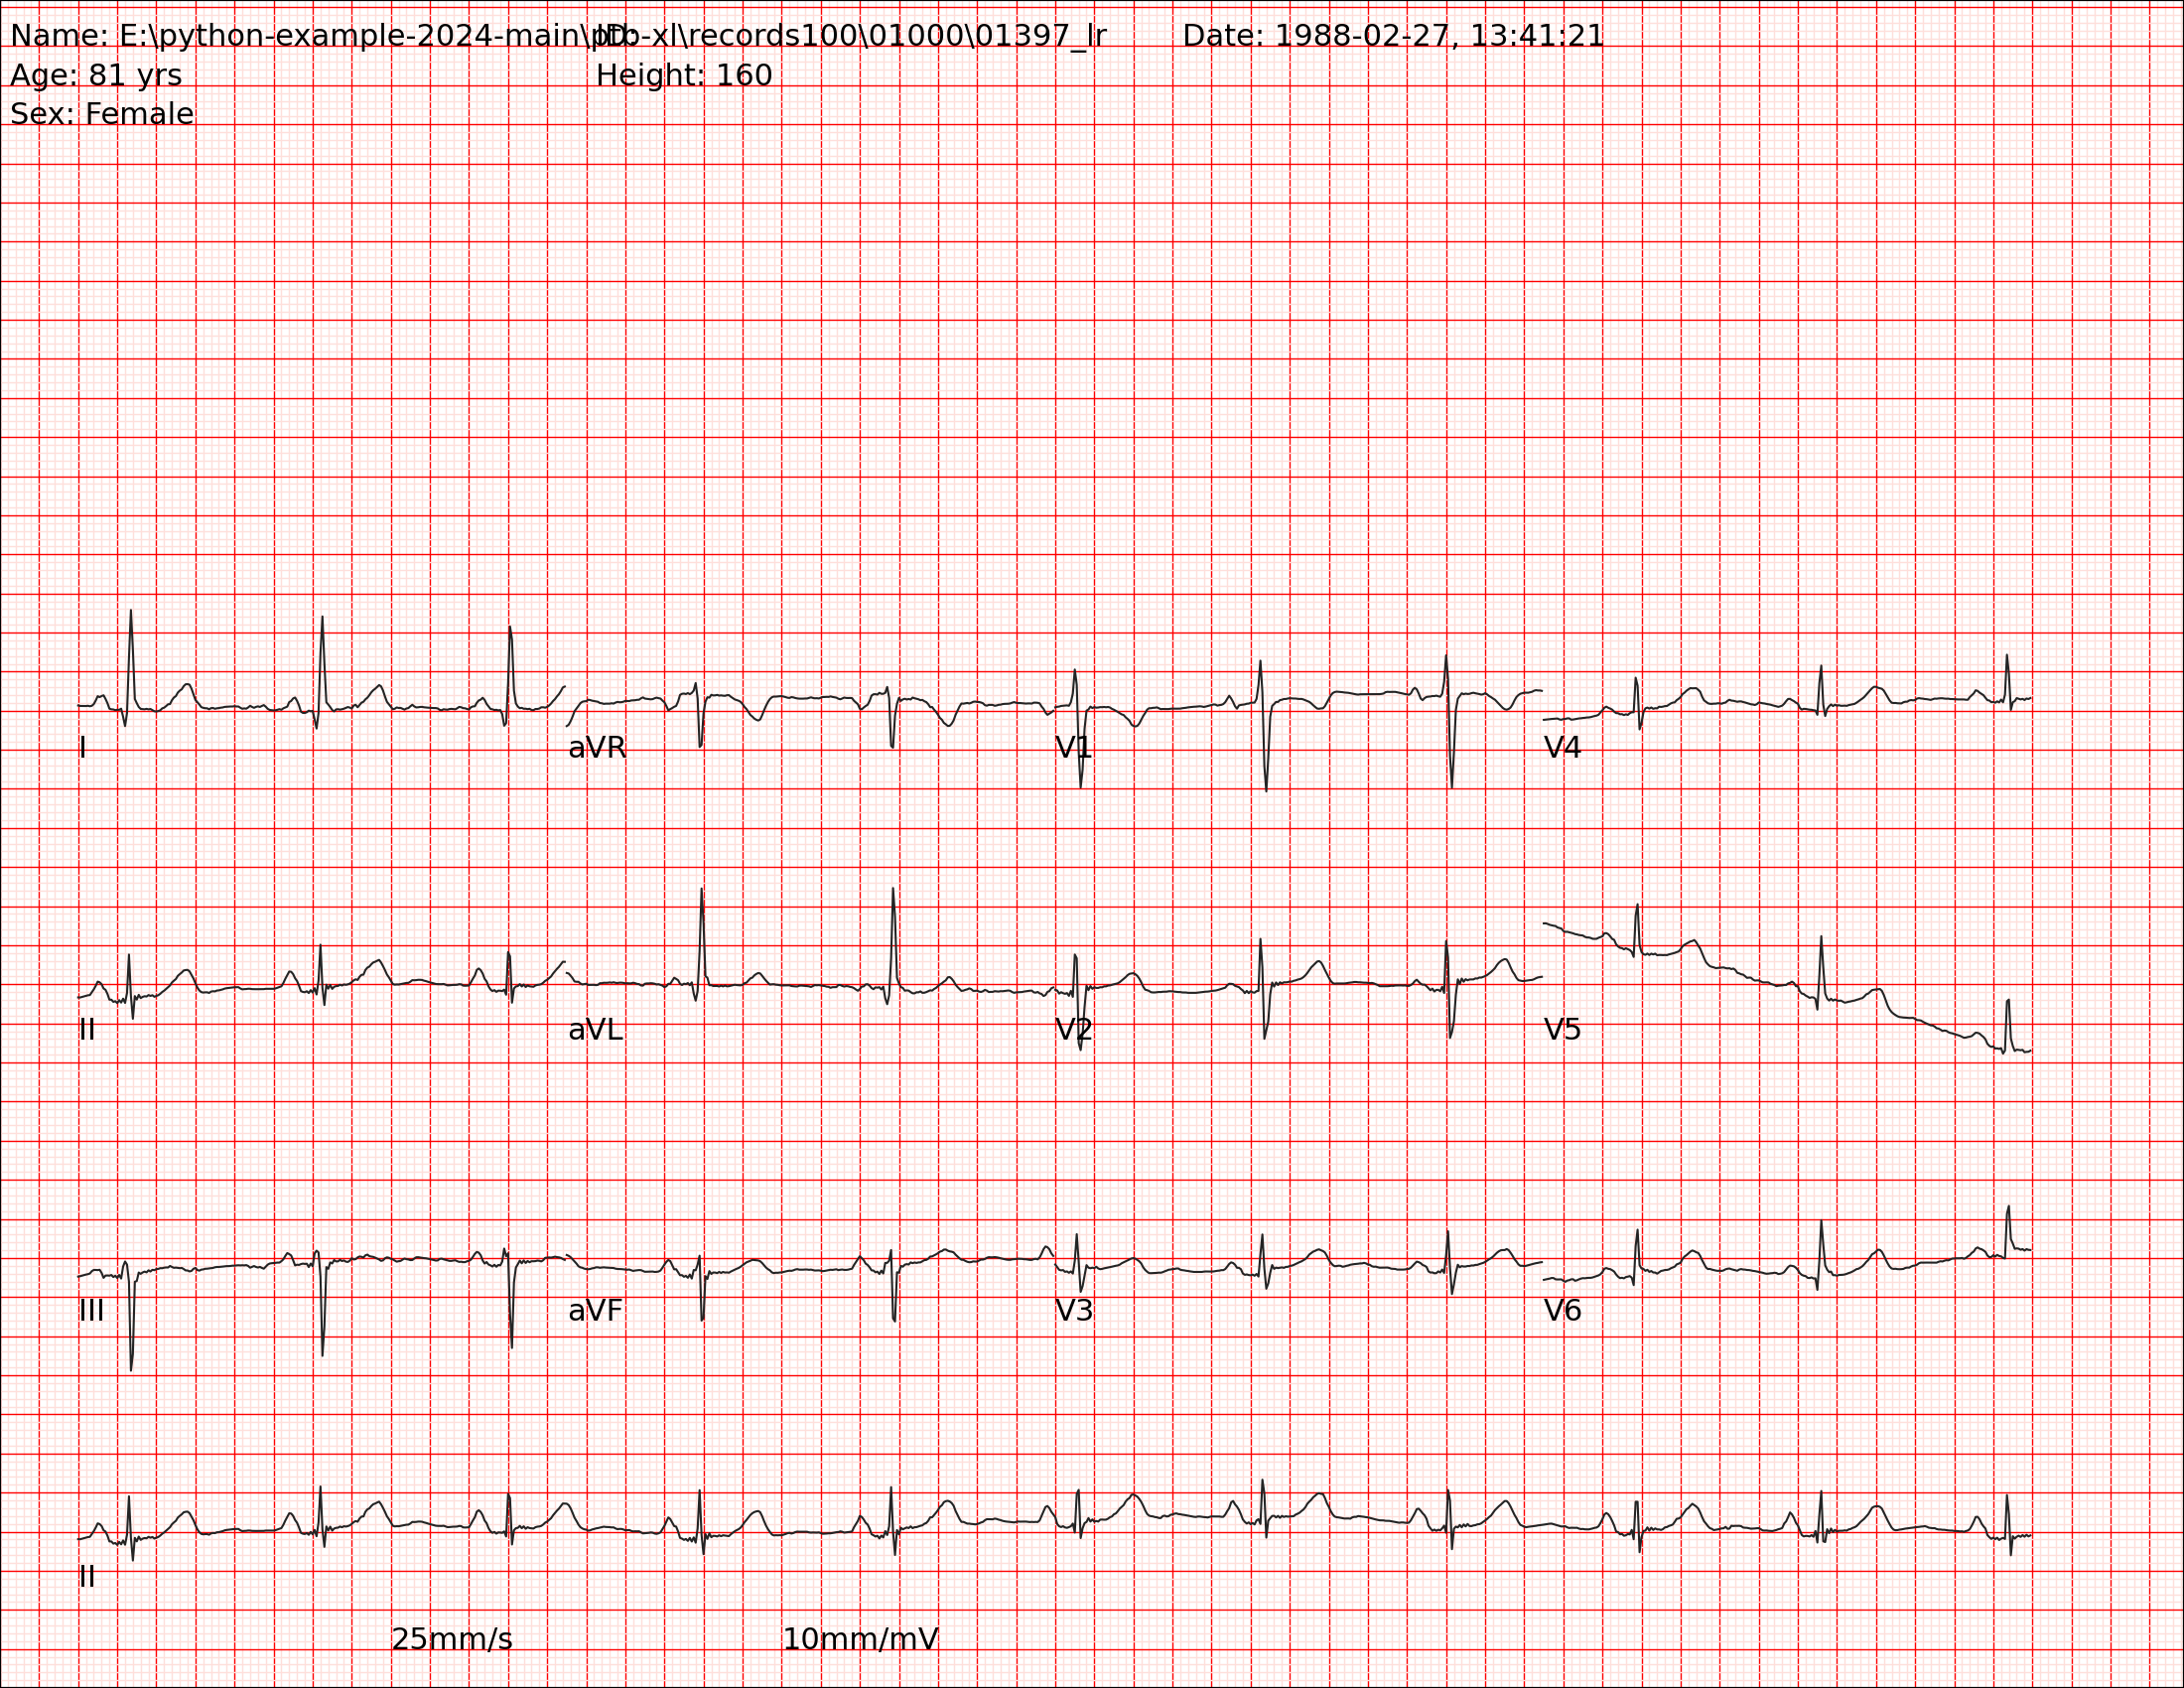 Name: E:\python-example-2024-main\ptb-xl\records100\01000\01397_lr ID: Date: 1988-02-27, 13:41:21
Age: 81 yrs Height: 160
Sex: Female
I aVR V1 V4
II aVL V2 V5
III aVF V3 V6
II
25mm/s 10mm/mV